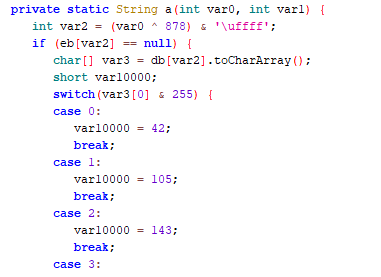 private static String a(int var0, int var1) {
int var2 = (var0 ^ 878) & '\uffff';
if (eb[var2] == null) {
char[] var3 = db[var2].toCharArray();
short var10000;
switch(var3[0] & 255) {
case 0:
var10000 = 42;
break;
case 1:
var10000 = 105;
break;
case 2:
var10000 = 143;
break;
case 3: